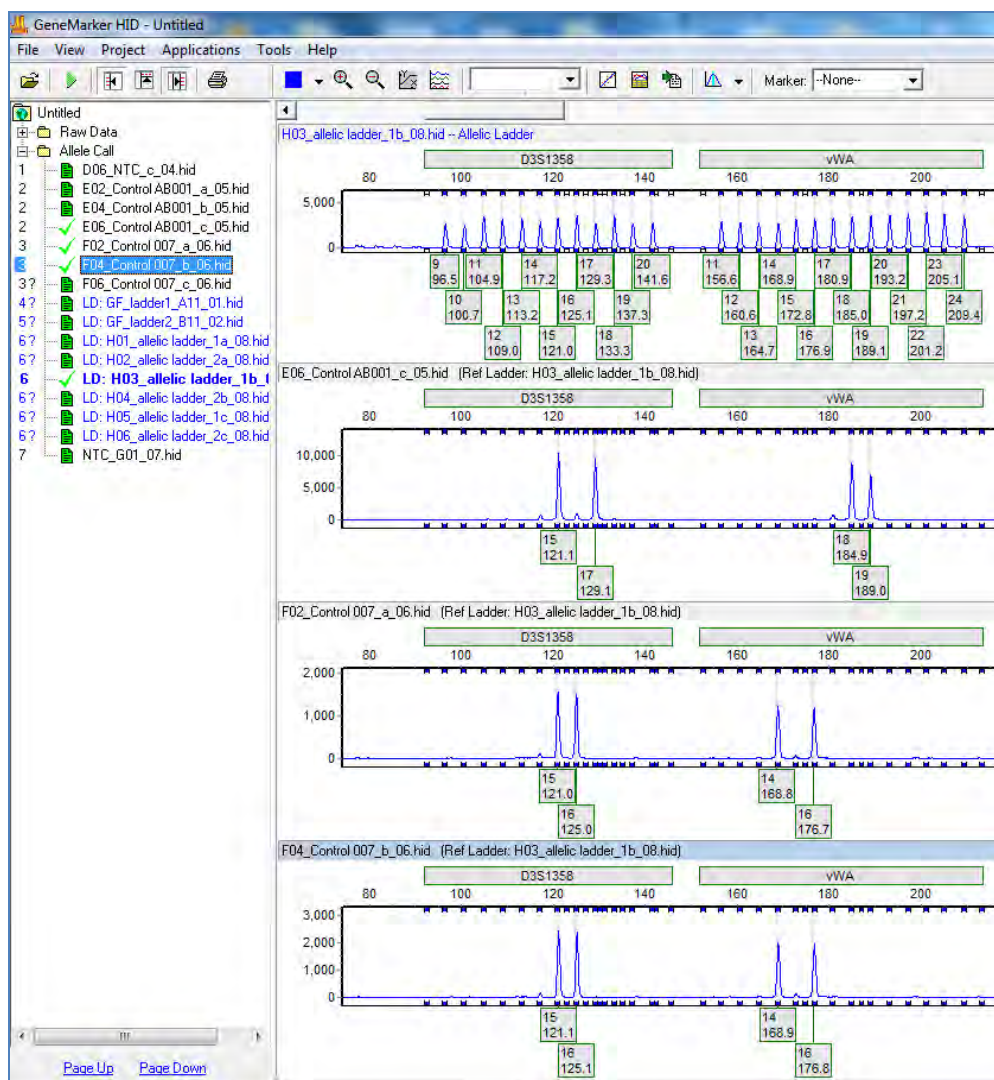 GeneMarker HID - Untitled
File View Project Applications Tools Help
Marker: --None--
Untitled
Raw Data
Allele Call
1 D06_NTC_c_04.hid
2 E02_Control AB001_a_05.hid
2 E04_Control AB001_b_05.hid
2 E06_Control AB001_c_05.hid
3 F02_Control 007_a_06.hid
3 F04_Control 007_b_06.hid
3? F06_Control 007_c_06.hid
4? LD: GF_ladder1_A11_01.hid
5? LD: GF_ladder2_B11_02.hid
6? LD: H01_allelic ladder_1a_08.hid
6? LD: H02_allelic ladder_2a_08.hid
6 LD: H03_allelic ladder_1b_
6? LD: H04_allelic ladder_2b_08.hid
6? LD: H05_allelic ladder_1c_08.hid
6? LD: H06_allelic ladder_2c_08.hid
7 NTC_G01_07.hid
Page Up Page Down
H03_allelic ladder_1b_08.hid -- Allelic Ladder
D3S1358 vWA
80 100 120 140 160 180 200
5,000
0
9 11 14 17 20 11 14 17 20 23
96.5 104.9 117.2 129.3 141.6 156.6 168.9 180.9 193.2 205.1
10 13 16 19 12 15 18 21 24
100.7 113.2 125.1 137.3 160.6 172.8 185.0 197.2 209.4
12 15 18 13 16 19 22
109.0 121.0 133.3 164.7 176.9 189.1 201.2
E06_Control AB001_c_05.hid (Ref Ladder: H03_allelic ladder_1b_08.hid)
D3S1358 vWA
80 100 120 140 160 180 200
10,000
5,000
0
15 18
121.1 184.9
17 19
129.1 189.0
F02_Control 007_a_06.hid (Ref Ladder: H03_allelic ladder_1b_08.hid)
D3S1358 vWA
80 100 120 140 160 180 200
2,000
1,000
0
15 14
121.0 168.8
16 16
125.0 176.7
F04_Control 007_b_06.hid (Ref Ladder: H03_allelic ladder_1b_08.hid)
D3S1358 vWA
80 100 120 140 160 180 200
3,000
2,000
1,000
0
15 14
121.1 168.9
16 16
125.1 176.8